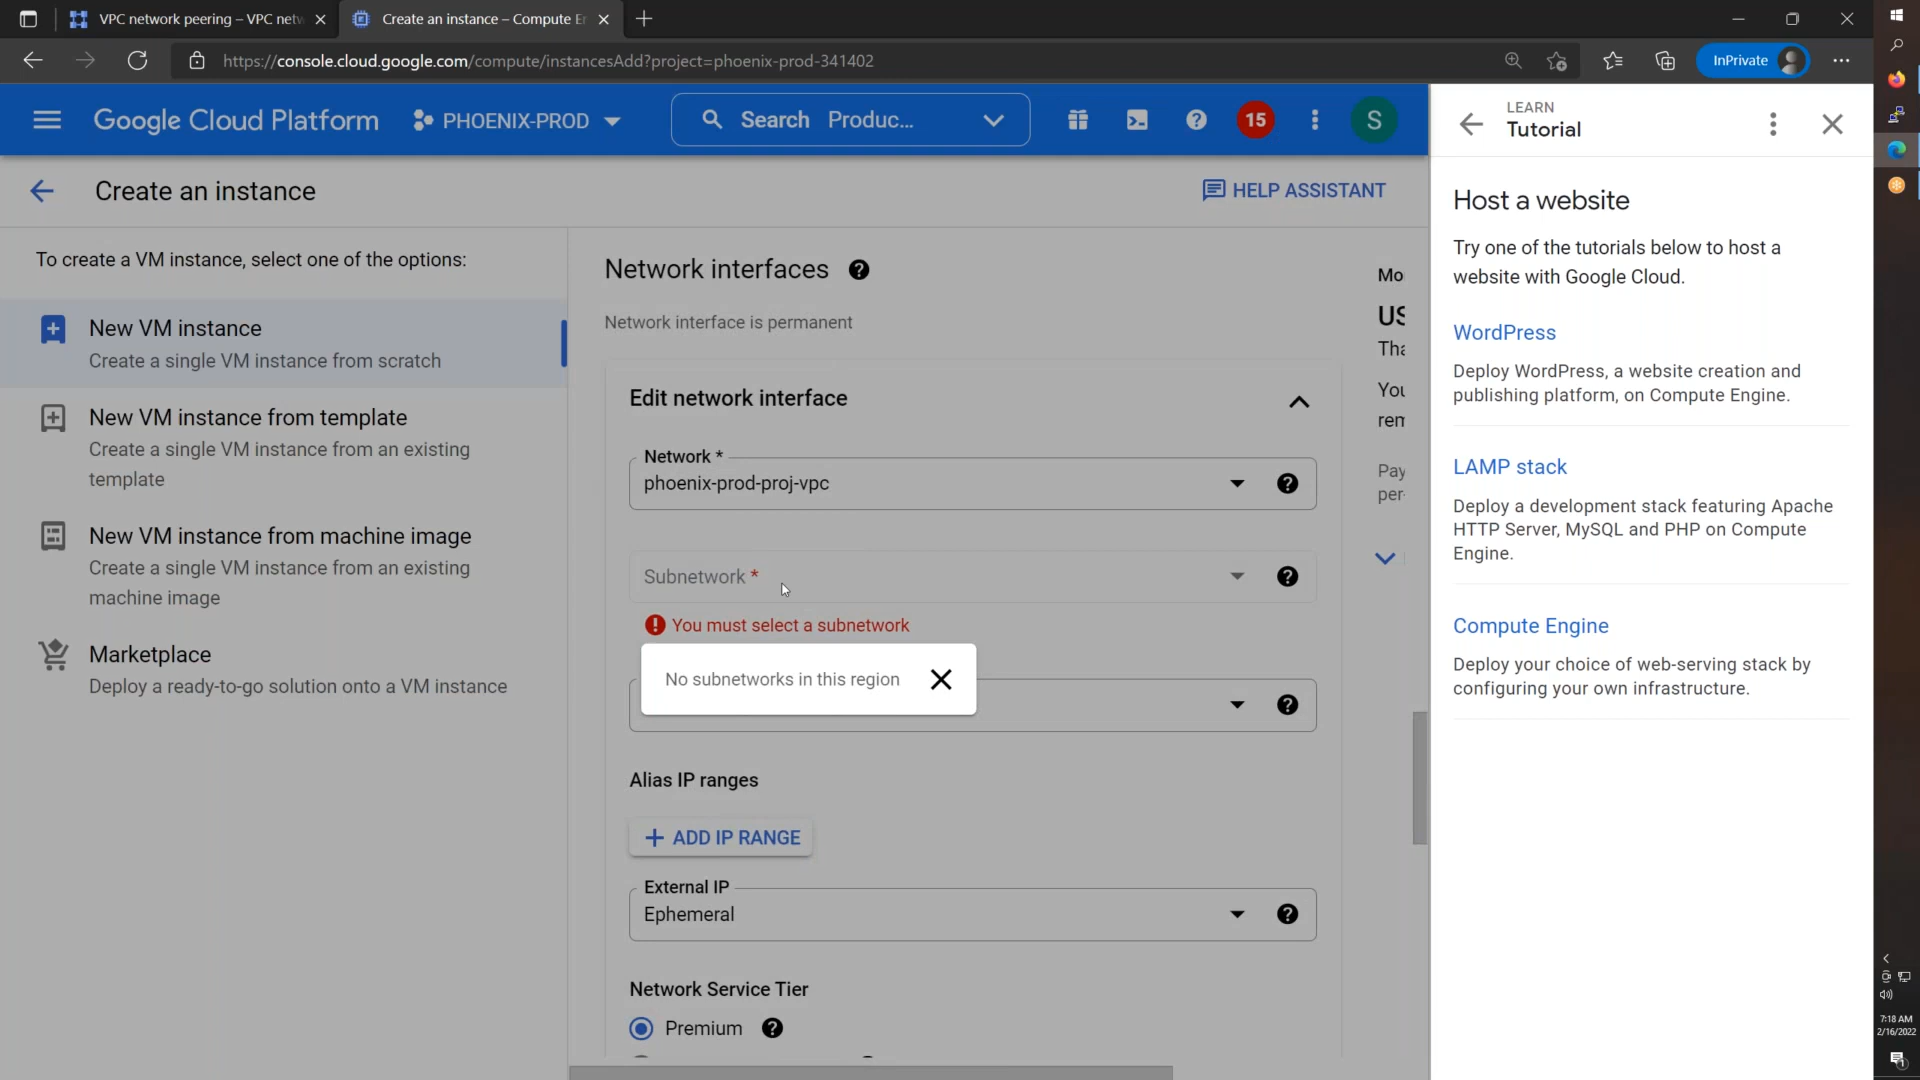 VPC network peering – VPC netw
Create an instance – Compute E
https://console.cloud.google.com/compute/instancesAdd?project=phoenix-prod-341402
InPrivate
Google Cloud Platform
PHOENIX-PROD
Search Produc...
15
S
LEARN
Tutorial
Create an instance
HELP ASSISTANT
To create a VM instance, select one of the options:
New VM instance
Create a single VM instance from scratch
New VM instance from template
Create a single VM instance from an existing
template
New VM instance from machine image
Create a single VM instance from an existing
machine image
Marketplace
Deploy a ready-to-go solution onto a VM instance
Network interfaces
Network interface is permanent
Edit network interface
Network *
phoenix-prod-proj-vpc
Subnetwork *
You must select a subnetwork
No subnetworks in this region
Alias IP ranges
ADD IP RANGE
External IP
Ephemeral
Network Service Tier
Premium
Mo
US
Tha
You
rem
Pay
per-
Host a website
Try one of the tutorials below to host a
website with Google Cloud.
WordPress
Deploy WordPress, a website creation and
publishing platform, on Compute Engine.
LAMP stack
Deploy a development stack featuring Apache
HTTP Server, MySQL and PHP on Compute
Engine.
Compute Engine
Deploy your choice of web-serving stack by
configuring your own infrastructure.
7:18 AM
2/16/2022
1